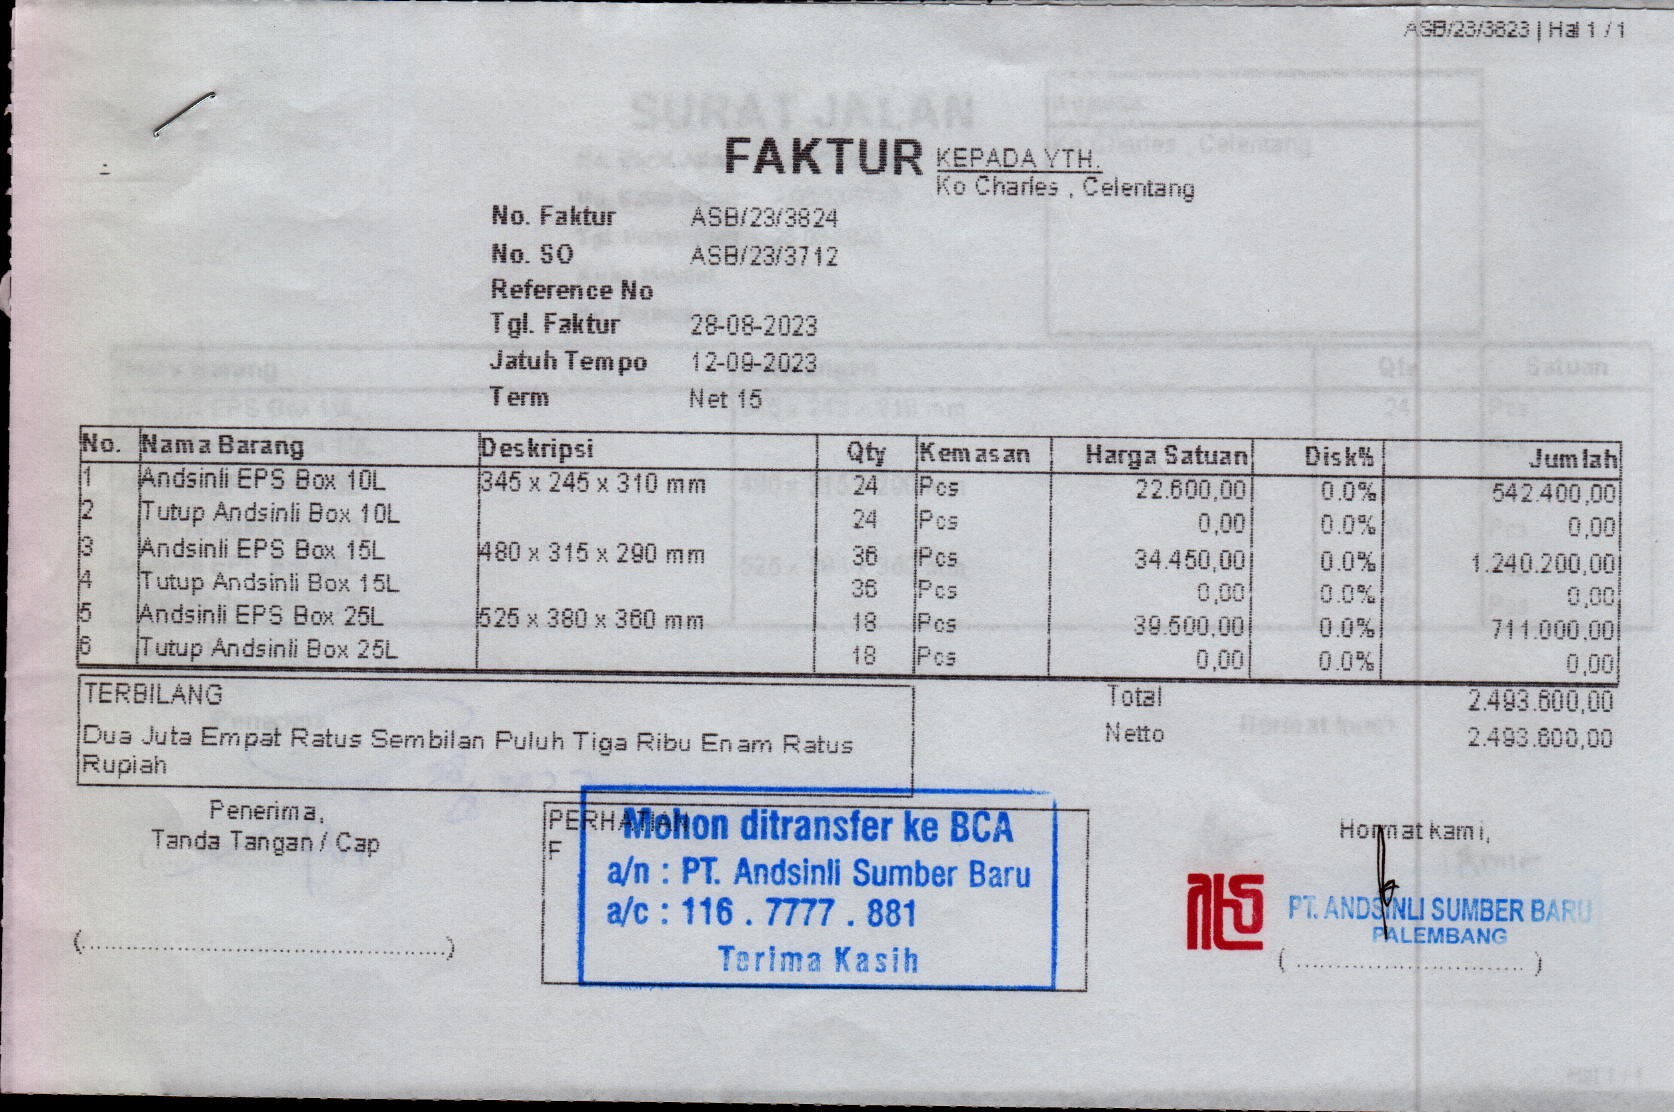 ASB/23/3823 | Hal 1 / 1
FAKTUR
KEPADA YTH.
Ko Charles , Celentang
No. Faktur ASB/23/3824
No. SO ASB/23/3712
Reference No
Tgl. Faktur 28-08-2023
Jatuh Tempo 12-09-2023
Term Net 15
No. Nama Barang Deskripsi Qty Kemasan Harga Satuan Disk% Jumlah
1 Andsinli EPS Box 10L 345 x 245 x 310 mm 24 Pcs 22.600,00 0.0% 542.400,00
2 Tutup Andsinli Box 10L 24 Pcs 0,00 0.0% 0,00
3 Andsinli EPS Box 15L 480 x 315 x 290 mm 36 Pcs 34.450,00 0.0% 1.240.200,00
4 Tutup Andsinli Box 15L 36 Pcs 0,00 0.0% 0,00
5 Andsinli EPS Box 25L 525 x 380 x 360 mm 18 Pcs 39.500,00 0.0% 711.000,00
6 Tutup Andsinli Box 25L 18 Pcs 0,00 0.0% 0,00
TERBILANG
Dua Juta Empat Ratus Sembilan Puluh Tiga Ribu Enam Ratus
Rupiah
Total 2.493.600,00
Netto 2.493.600,00
Penerima,
Tanda Tangan / Cap
PERHATIAN
F
Mohon ditransfer ke BCA
a/n : PT. Andsinli Sumber Baru
a/c : 116 . 7777 . 881
Terima Kasih
Hormat kami,
PT. ANDSINLI SUMBER BARU
PALEMBANG